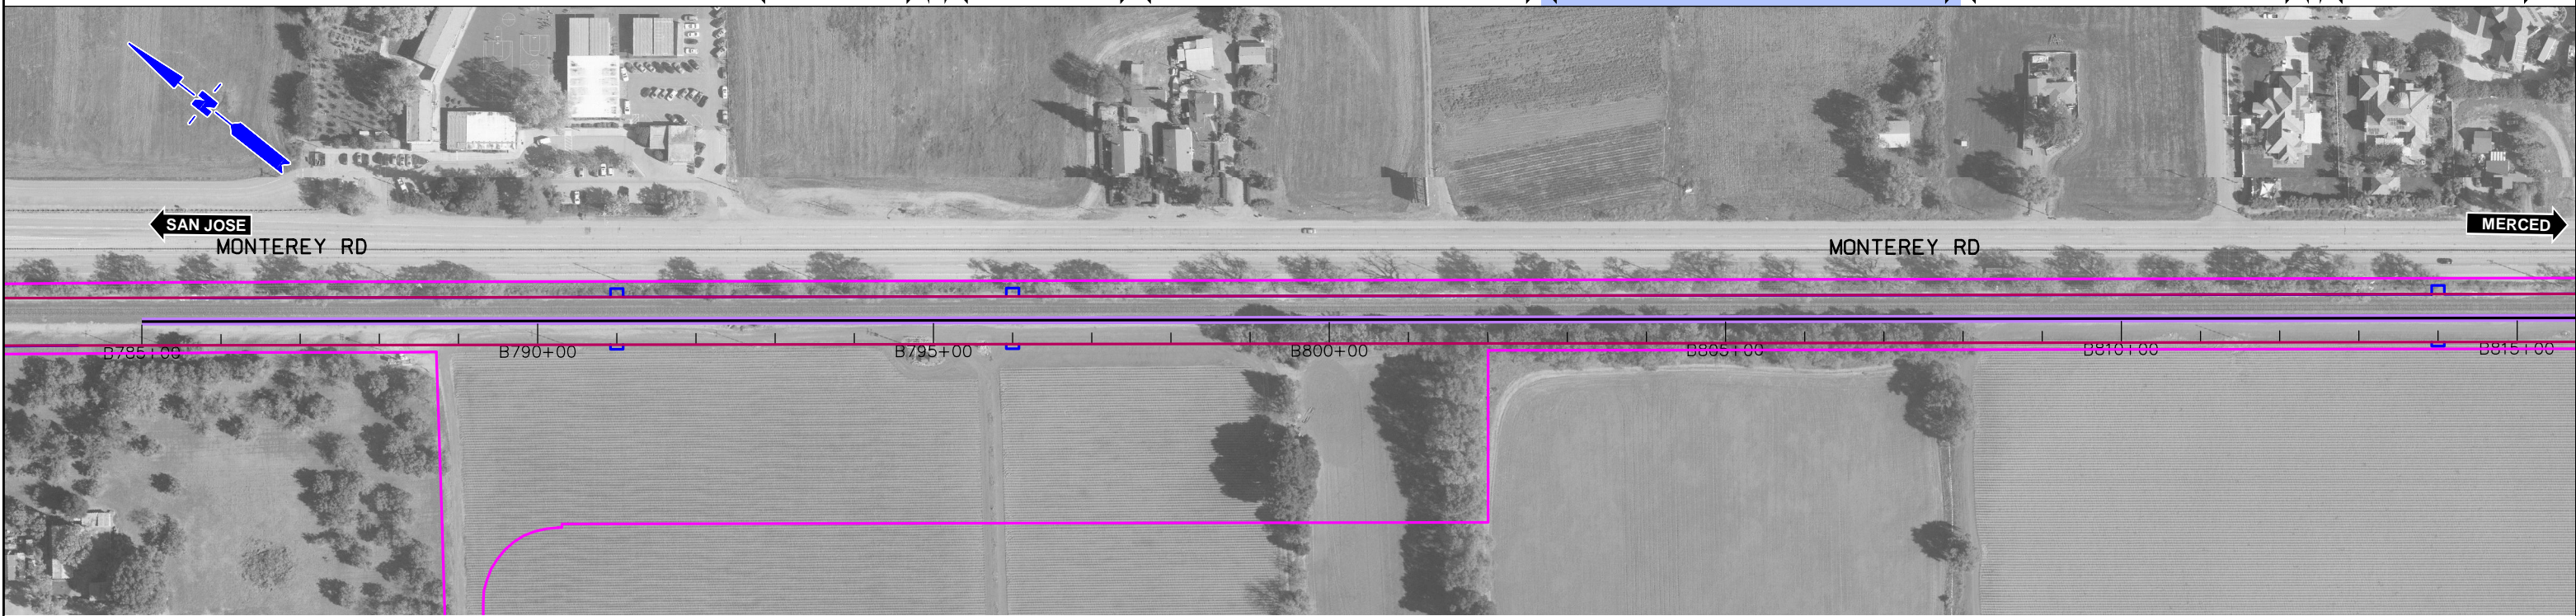 N
SAN JOSE
MERCED
MONTEREY RD
MONTEREY RD
B785+00
B790+00
B795+00
B800+00
B805+00
B810+00
B815+00